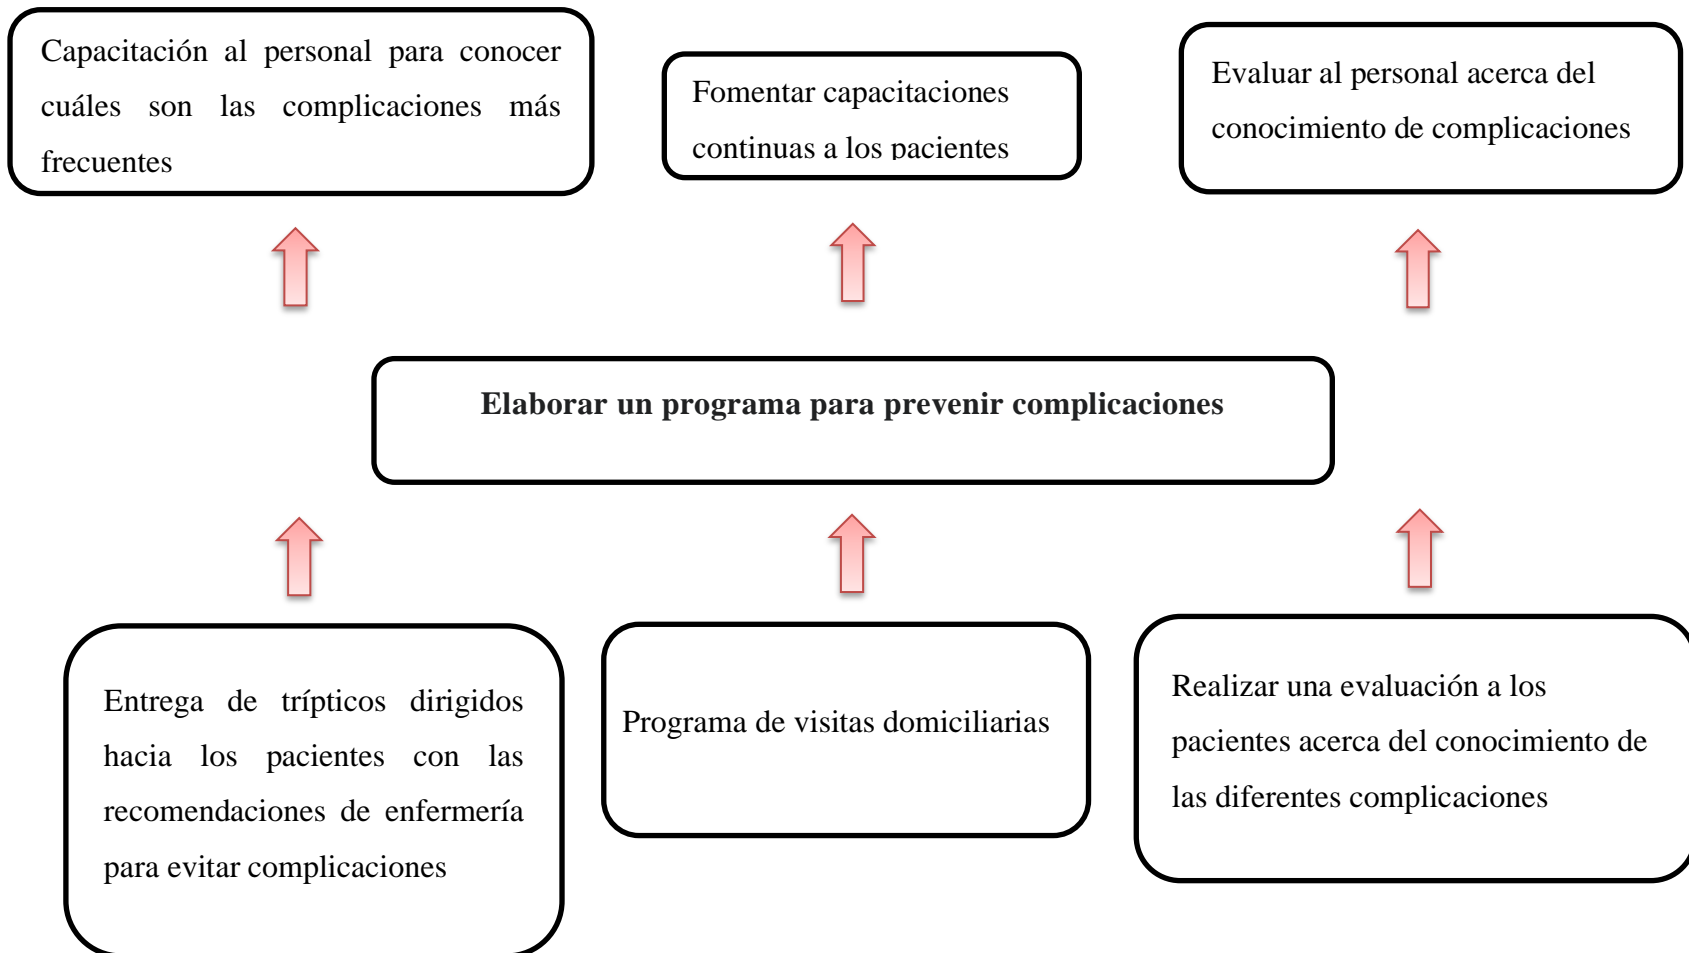 Capacitación al personal para conocer
cuáles son las complicaciones más
frecuentes
Fomentar capacitaciones
continuas a los pacientes
Evaluar al personal acerca del
conocimiento de complicaciones
Elaborar un programa para prevenir complicaciones
Entrega de trípticos dirigidos
hacia los pacientes con las
recomendaciones de enfermería
para evitar complicaciones
Programa de visitas domiciliarias
Realizar una evaluación a los
pacientes acerca del conocimiento de
las diferentes complicaciones